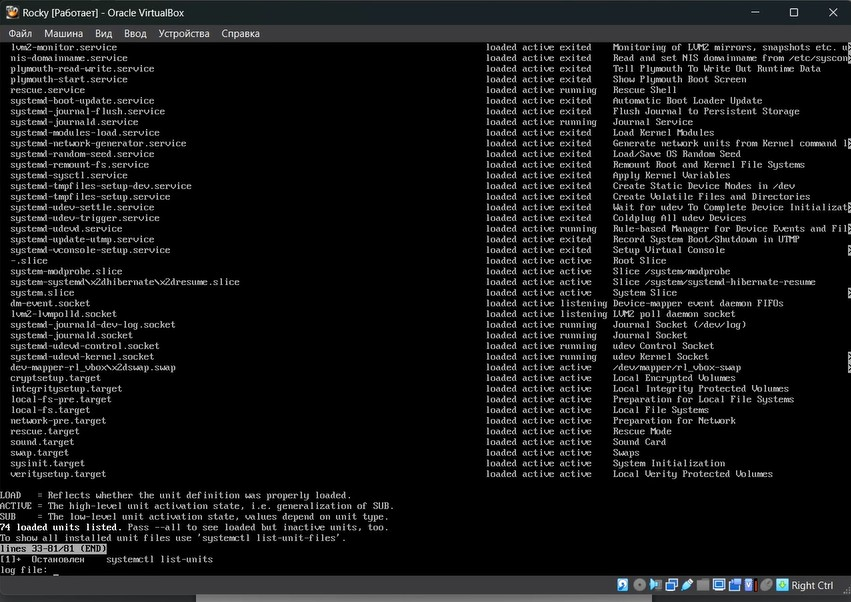 Rocky [Работает] - Oracle VirtualBox
Файл Машина Вид Ввод Устройства Справка
lvm2-monitor.service loaded active exited Monitoring of LVM2 mirrors, snapshots etc. u
nis-domainname.service loaded active exited Read and set NIS domainname from /etc/syscon
plymouth-read-write.service loaded active exited Tell Plymouth To Write Out Runtime Data
plymouth-start.service loaded active exited Show Plymouth Boot Screen
rescue.service loaded active running Rescue Shell
systemd-boot-update.service loaded active exited Automatic Boot Loader Update
systemd-journal-flush.service loaded active exited Flush Journal to Persistent Storage
systemd-journald.service loaded active running Journal Service
systemd-modules-load.service loaded active exited Load Kernel Modules
systemd-network-generator.service loaded active exited Generate network units from Kernel command l
systemd-random-seed.service loaded active exited Load/Save OS Random Seed
systemd-remount-fs.service loaded active exited Remount Root and Kernel File Systems
systemd-sysctl.service loaded active exited Apply Kernel Variables
systemd-tmpfiles-setup-dev.service loaded active exited Create Static Device Nodes in /dev
systemd-tmpfiles-setup.service loaded active exited Create Volatile Files and Directories
systemd-udev-settle.service loaded active exited Wait for udev To Complete Device Initializat
systemd-udev-trigger.service loaded active exited Coldplug All udev Devices
systemd-udevd.service loaded active running Rule-based Manager for Device Events and Fil
systemd-update-utmp.service loaded active exited Record System Boot/Shutdown in UTMP
systemd-vconsole-setup.service loaded active exited Setup Virtual Console
-.slice loaded active active Root Slice
system-modprobe.slice loaded active active Slice /system/modprobe
system-systemd\x2dhibernate\x2dresume.slice loaded active active Slice /system/systemd-hibernate-resume
system.slice loaded active active System Slice
dm-event.socket loaded active listening Device-mapper event daemon FIFOs
lvm2-lvmpolld.socket loaded active listening LVM2 poll daemon socket
systemd-journald-dev-log.socket loaded active running Journal Socket (/dev/log)
systemd-journald.socket loaded active running Journal Socket
systemd-udevd-control.socket loaded active running udev Control Socket
systemd-udevd-kernel.socket loaded active running udev Kernel Socket
dev-mapper-rl_vbox\x2dswap.swap loaded active active /dev/mapper/rl_vbox-swap
cryptsetup.target loaded active active Local Encrypted Volumes
integritysetup.target loaded active active Local Integrity Protected Volumes
local-fs-pre.target loaded active active Preparation for Local File Systems
local-fs.target loaded active active Local File Systems
network-pre.target loaded active active Preparation for Network
rescue.target loaded active active Rescue Mode
sound.target loaded active active Sound Card
swap.target loaded active active Swaps
sysinit.target loaded active active System Initialization
veritysetup.target loaded active active Local Verity Protected Volumes
LOAD = Reflects whether the unit definition was properly loaded.
ACTIVE = The high-level unit activation state, i.e. generalization of SUB.
SUB = The low-level unit activation state, values depend on unit type.
74 loaded units listed. Pass --all to see loaded but inactive units, too.
To show all installed unit files use 'systemctl list-unit-files'.
lines 33-81/81 (END)
[1]+ Остановлен systemctl list-units
log file: _
Right Ctrl